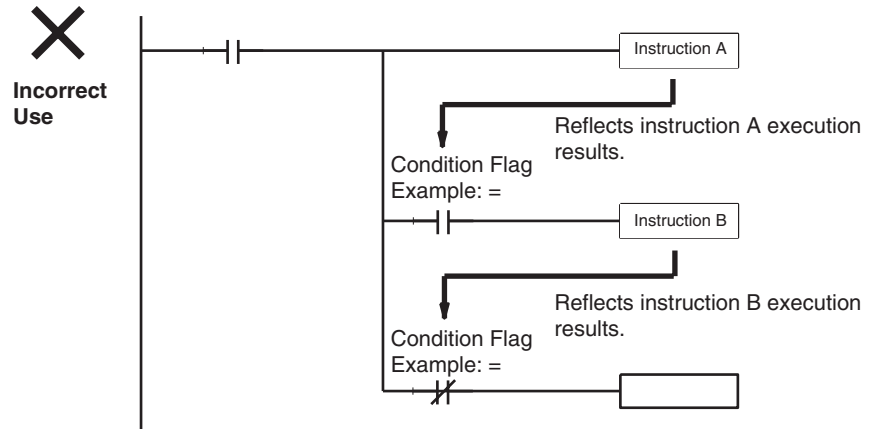 Incorrect
Use
Instruction A
Reflects instruction A execution
results.
Condition Flag
Example: =
Instruction B
Reflects instruction B execution
results.
Condition Flag
Example: =